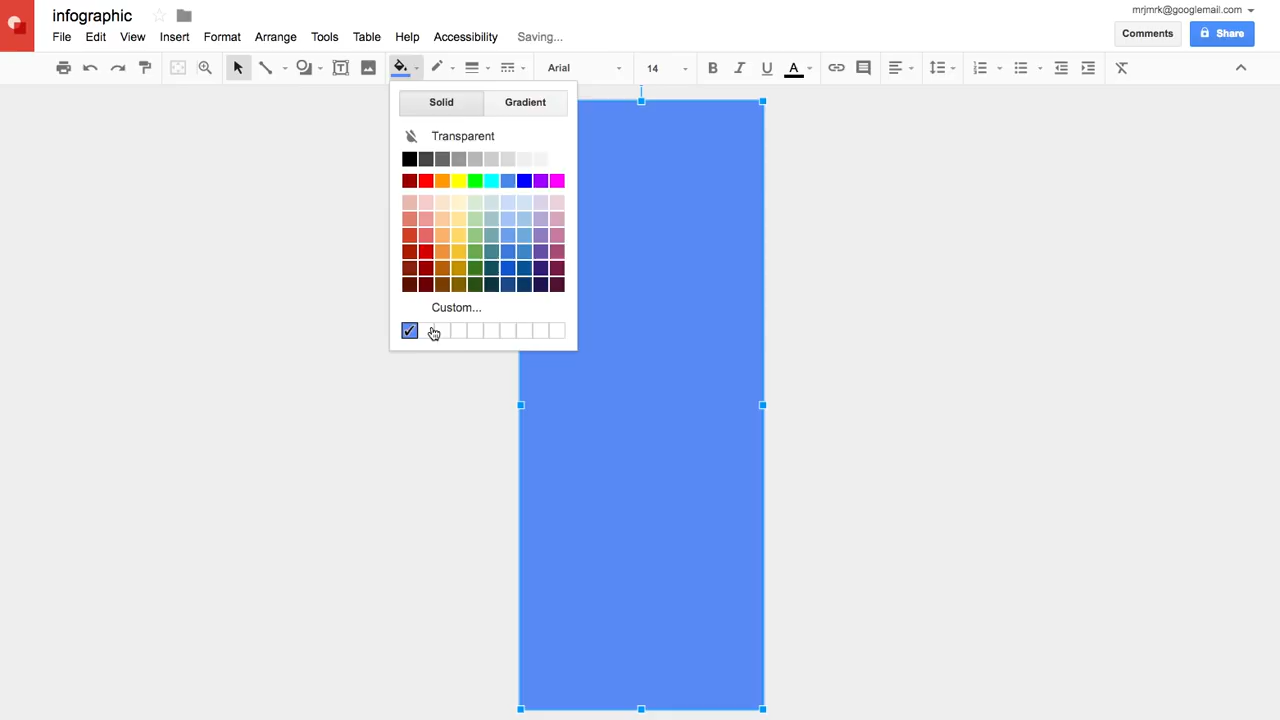 infographic
mrjmrk@googlemail.com
File Edit View Insert Format Arrange Tools Table Help Accessibility Saving...
Comments Share
Arial 14 B I U A
Solid Gradient
Transparent
Custom...